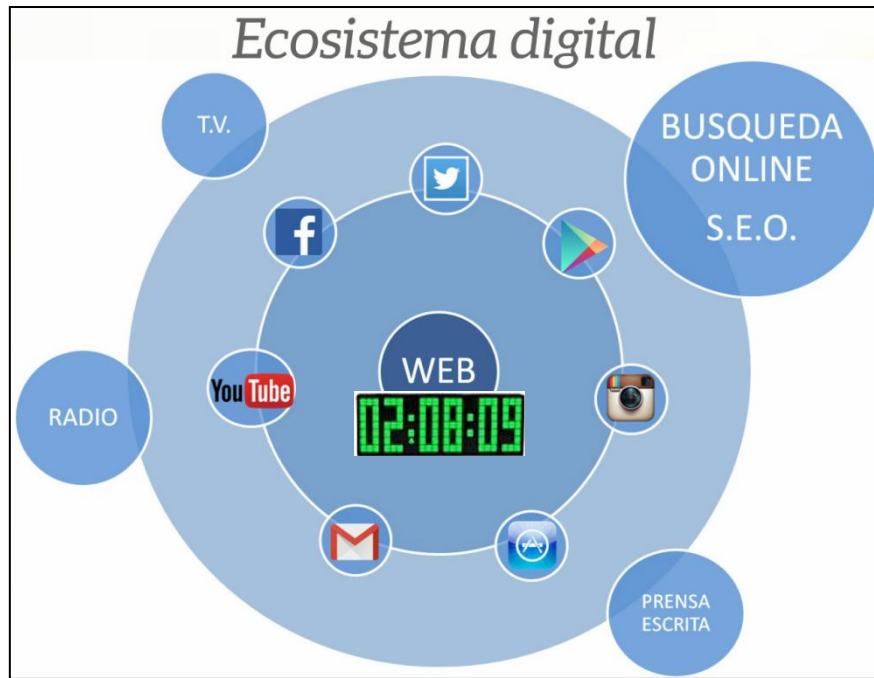 Ecosistema digital
T.V.
BUSQUEDA
ONLINE
S.E.O.
f
WEB
02:08:09
You Tube
RADIO
PRENSA
ESCRITA